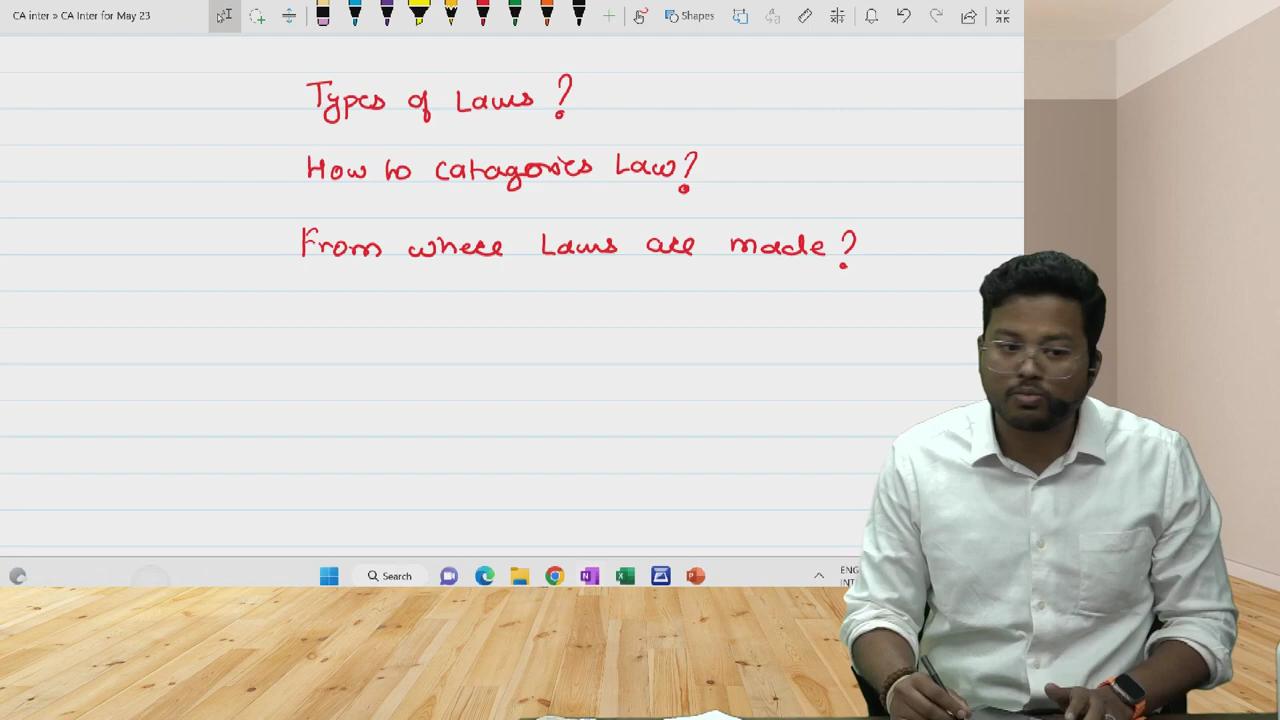 CA inter » CA Inter for May 23
Shapes
Types of Laws?
How to catagories Law?
From where Laws are made?
Search
ENG